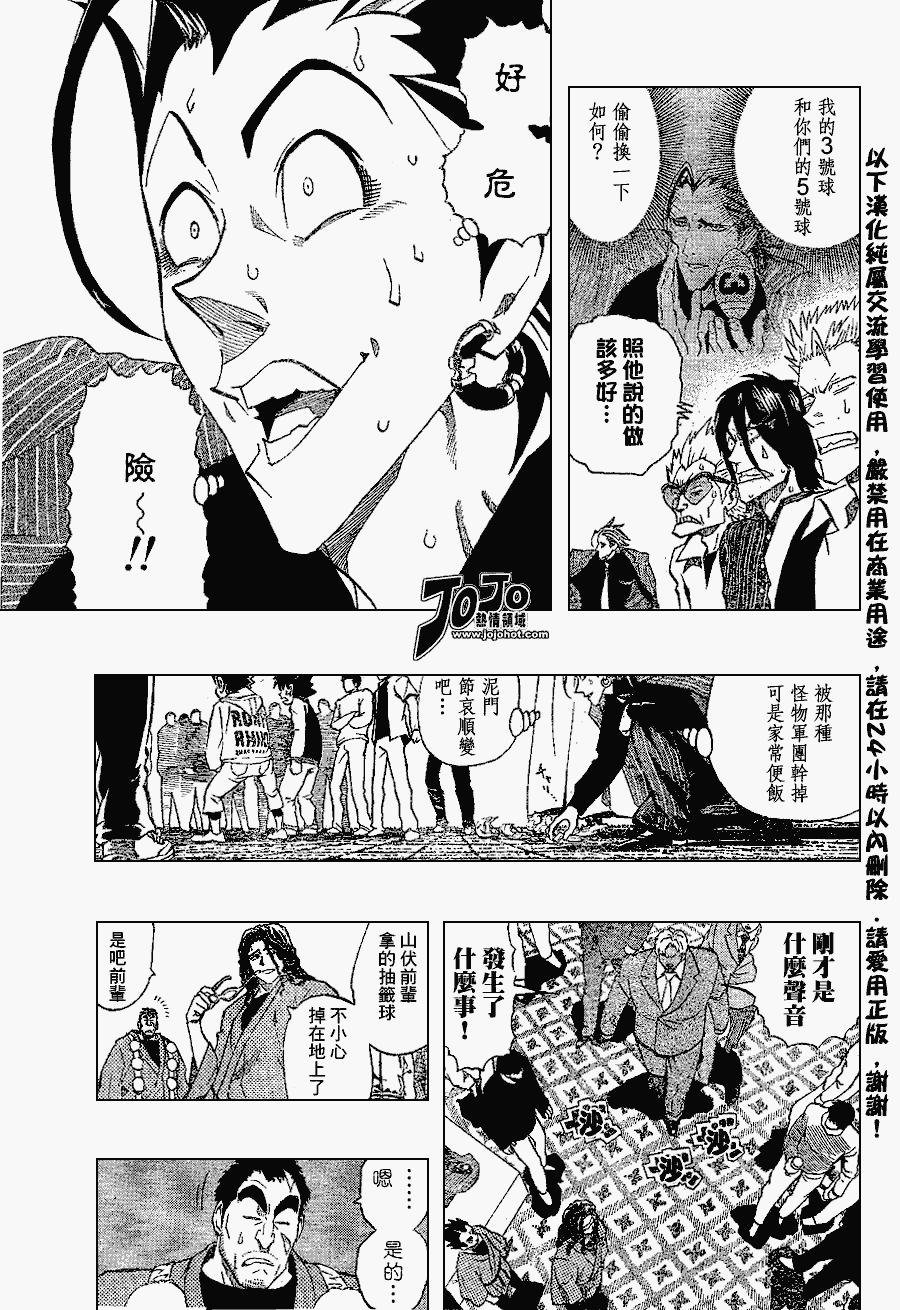 我的3號球
和你們的5號球
偷偷換一下
如何？
3
照他說的做
該多好…
好
危
險
～
!!
JOJO
熱情領域
www.jojohot.com
被那種
怪物軍團幹掉
可是家常便飯
泥門
節哀順變
吧…
剛才是
什麼聲音
發生了
什麼事！
沙
沙
沙
山伏前輩
拿的抽籤球
不小心
掉在地上了
是吧前輩
……
嗯
是的…
以下漢化純屬交流學習使用，嚴禁用在商業用途，請在24小時以內刪除．請愛用正版，謝謝！